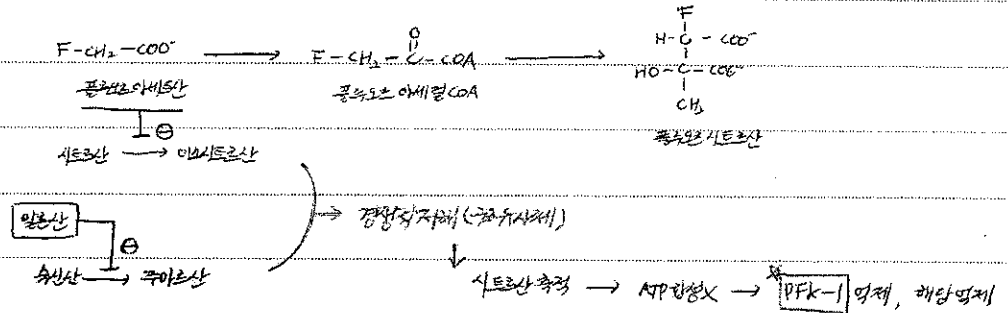 F-CH₂-COO⁻ → F-CH₂-C-COA → H-C-COO⁻
O
F
HO-C-COO⁻
CH₃
플루오르아세트산
플루오르 아세틸COA
플루오르 시트르산
⊖
시트르산 → 이소시트르산
말론산
⊖
→ 경쟁적저해(구조유사체)
숙신산 → 푸마르산
시트르산 축적 → ATP합성X → PFK-1 억제, 해당억제